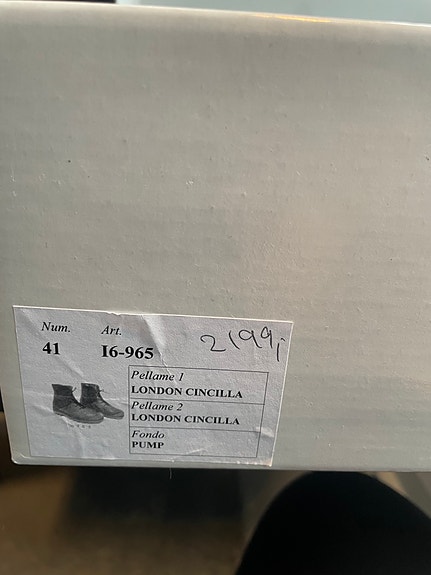 Num. Art.
41 I6-965
2199,-
Pellame 1
LONDON CINCILLA
Pellame 2
LONDON CINCILLA
Fondo
PUMP